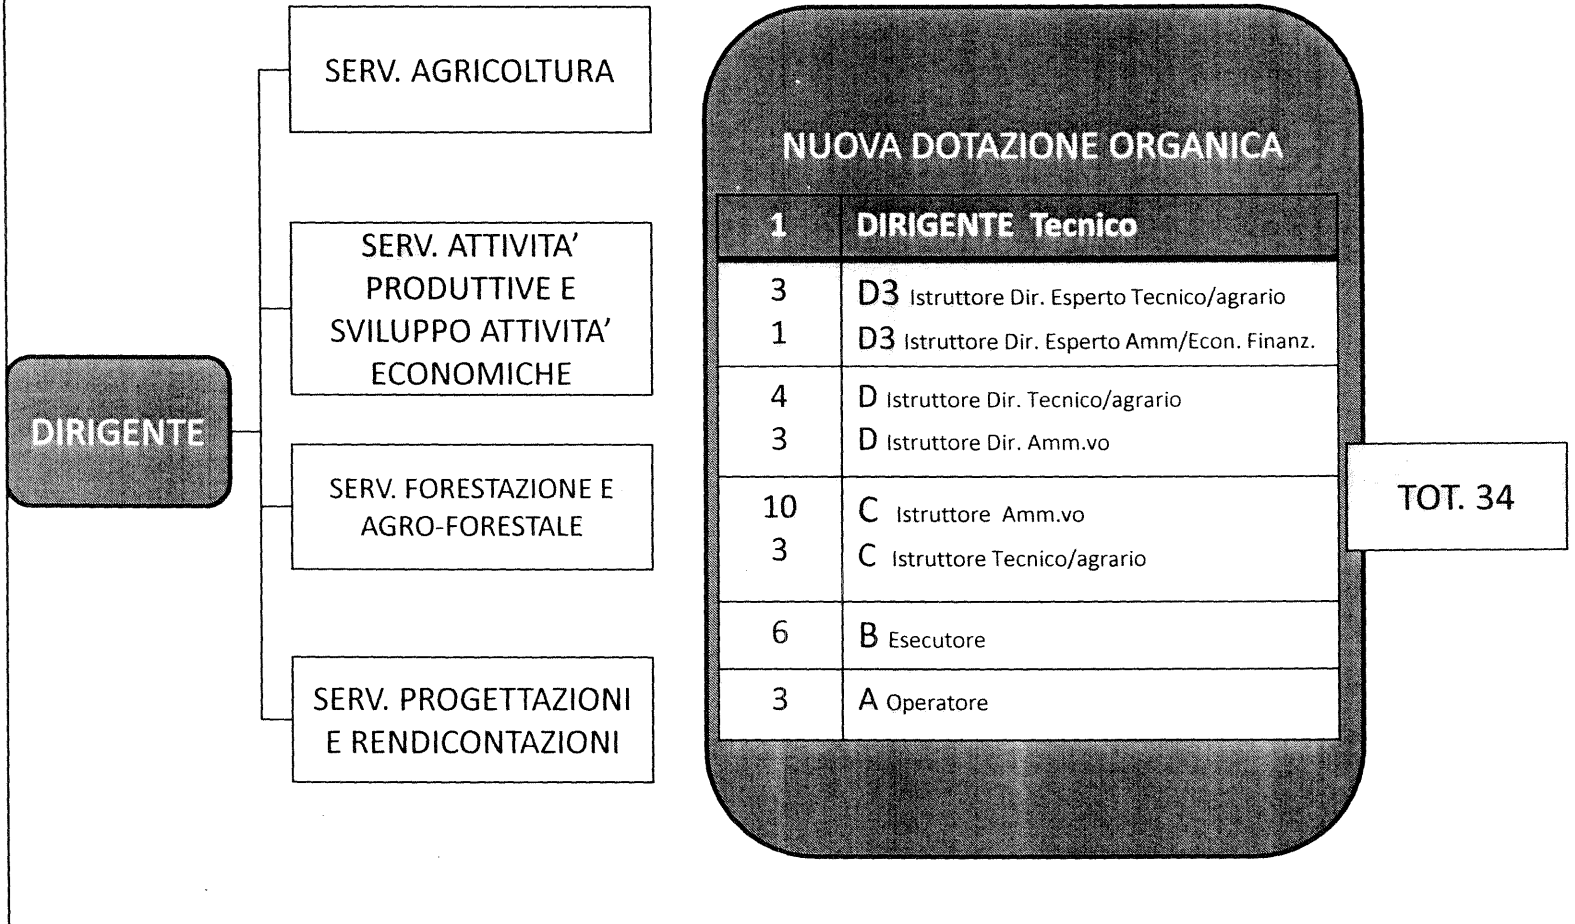 DIRIGENTE
SERV. AGRICOLTURA
SERV. ATTIVITA'
PRODUTTIVE E
SVILUPPO ATTIVITA'
ECONOMICHE
SERV. FORESTAZIONE E
AGRO-FORESTALE
SERV. PROGETTAZIONI
E RENDICONTAZIONI
NUOVA DOTAZIONE ORGANICA
1 DIRIGENTE Tecnico
3 D3 Istruttore Dir. Esperto Tecnico/agrario
1 D3 Istruttore Dir. Esperto Amm/Econ. Finanz.
4 D Istruttore Dir. Tecnico/agrario
3 D Istruttore Dir. Amm.vo
10 C Istruttore Amm.vo
3 C Istruttore Tecnico/agrario
6 B Esecutore
3 A Operatore
TOT. 34